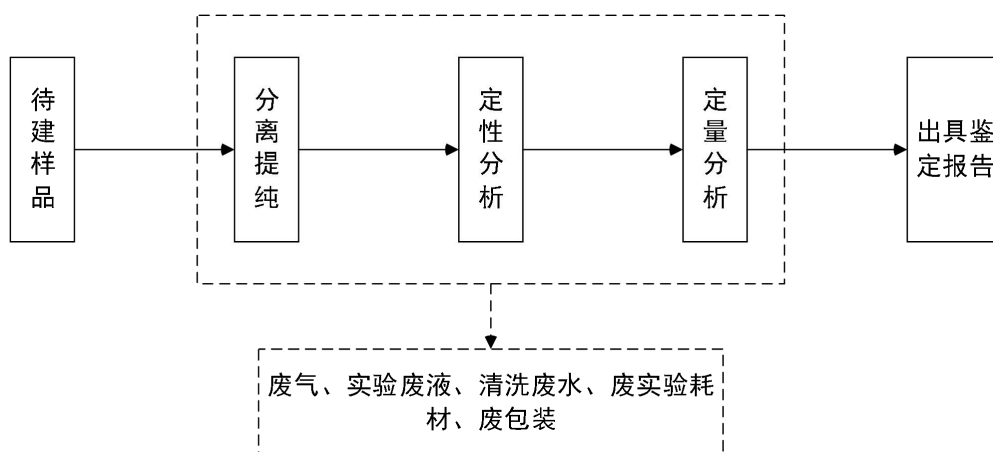 待建样品
分离提纯
定性分析
定量分析
出具鉴
定报告
废气、实验废液、清洗废水、废实验耗
材、废包装